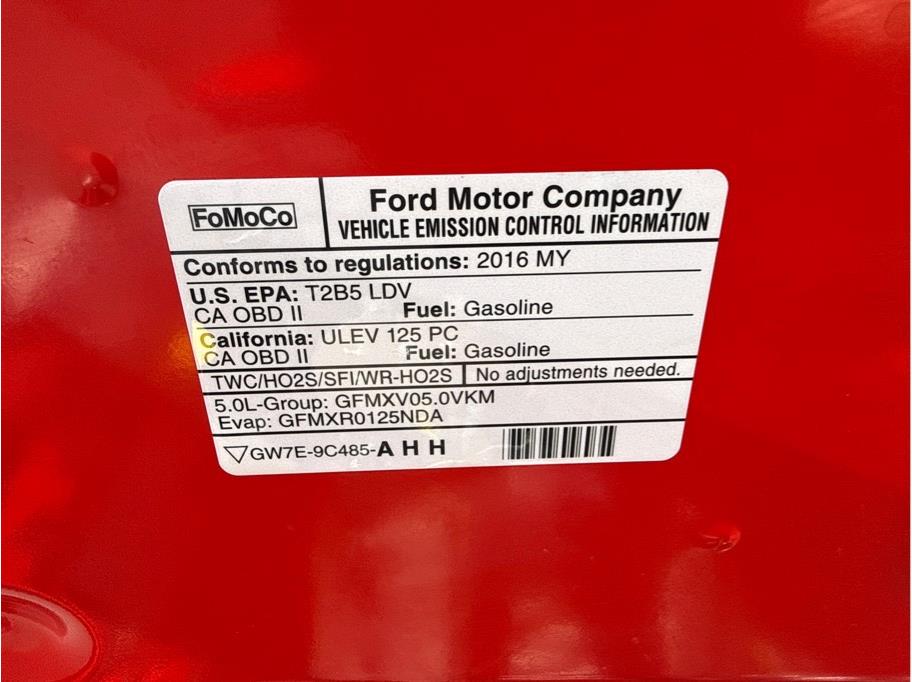 FoMoCo
Ford Motor Company
VEHICLE EMISSION CONTROL INFORMATION
Conforms to regulations: 2016 MY
U.S. EPA: T2B5 LDV
CA OBD II Fuel: Gasoline
California: ULEV 125 PC
CA OBD II Fuel: Gasoline
TWC/HO2S/SFI/WR-HO2S No adjustments needed.
5.0L-Group: GFMXV05.0VKM
Evap: GFMXR0125NDA
GW7E-9C485-A H H